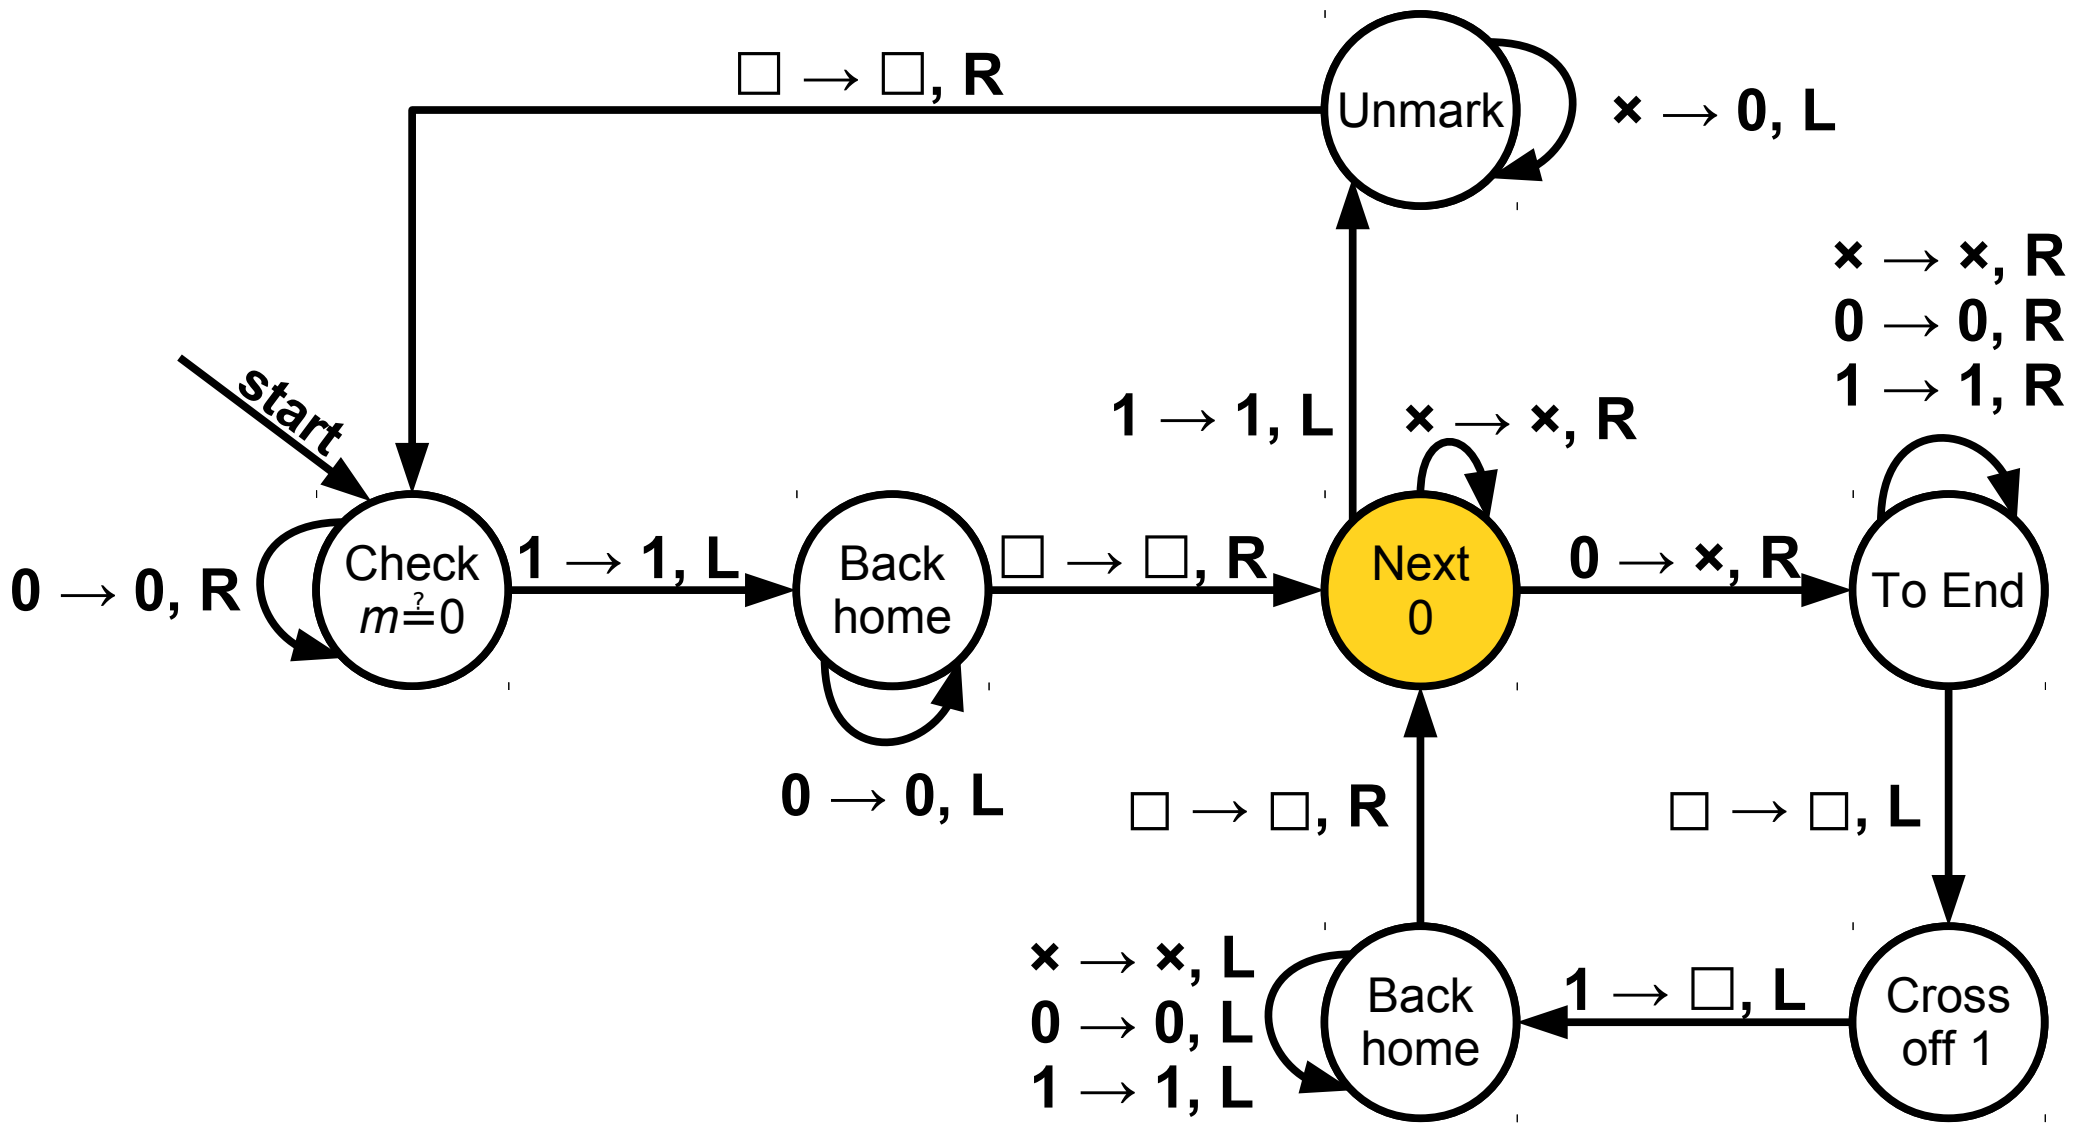 □ → □, R
Unmark
× → 0, L
× → ×, R
0 → 0, R
1 → 1, R
start
1 → 1, L
× → ×, R
0 → 0, R
Check
m≟0
1 → 1, L
Back
home
□ → □, R
Next
0
0 → ×, R
To End
0 → 0, L
□ → □, R
□ → □, L
× → ×, L
0 → 0, L
1 → 1, L
Back
home
1 → □, L
Cross
off 1